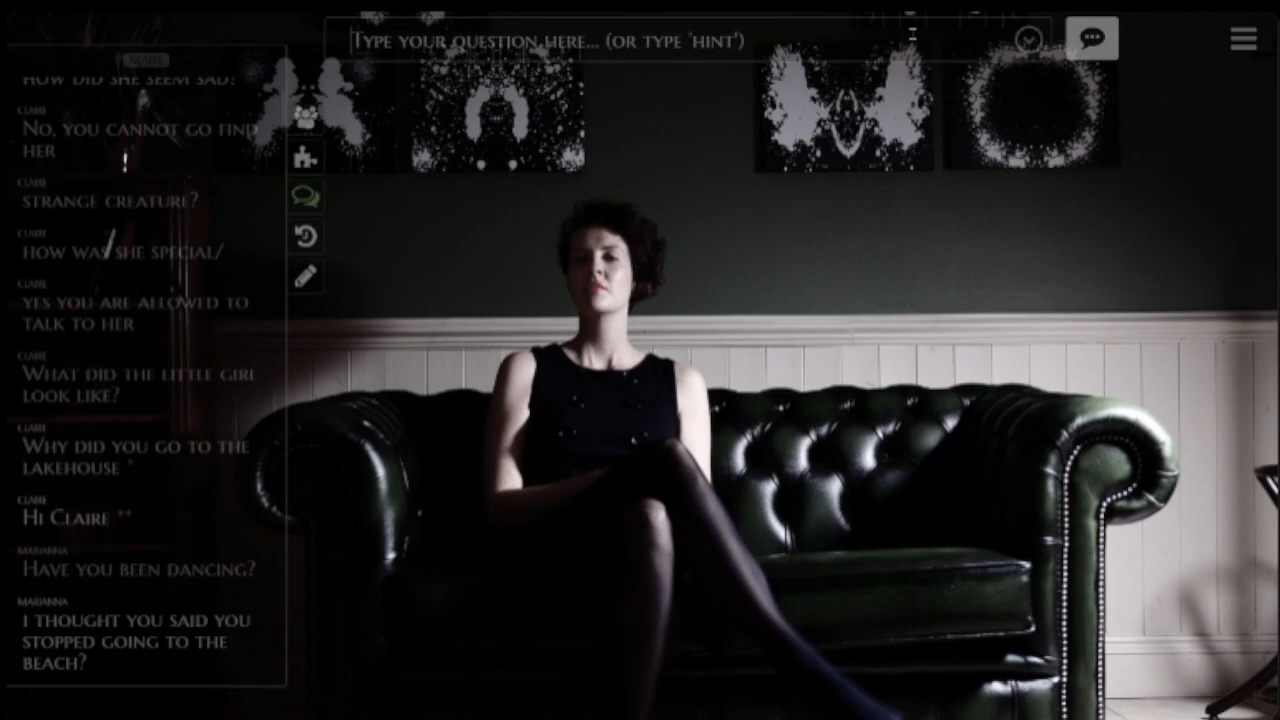 Type your question here... (or type 'hint')
CLAIRE
HOW DID SHE SEEM SAD?
CLAIRE
No, you cannot go find
her
CLAIRE
strange creature?
CLAIRE
how was she special/
CLAIRE
yes you are allowed to
talk to her
CLAIRE
What did the little girl
look like?
CLAIRE
Why did you go to the
lakehouse *
CLAIRE
Hi Claire **
MARIANNA
Have you been dancing?
MARIANNA
i thought you said you
stopped going to the
beach?